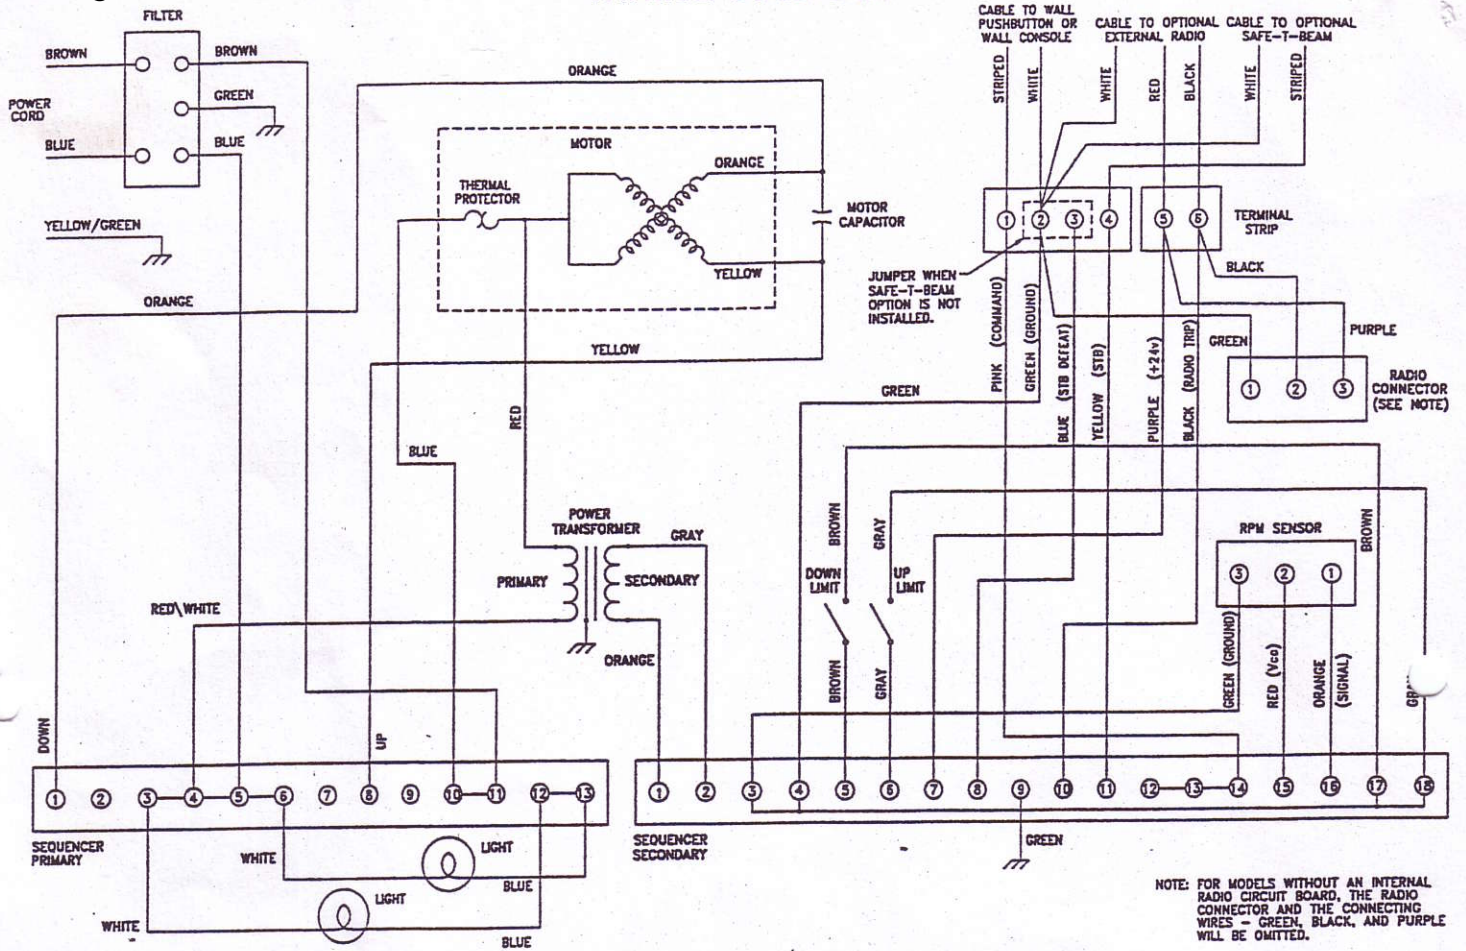 FILTER
BROWN
BROWN
POWER
CORD
GREEN
BLUE
BLUE
YELLOW/GREEN
ORANGE
ORANGE
MOTOR
THERMAL
PROTECTOR
ORANGE
YELLOW
MOTOR
CAPACITOR
YELLOW
RED
BLUE
POWER
TRANSFORMER
GRAY
PRIMARY
SECONDARY
RED\WHITE
ORANGE
DOWN
UP
1 2 3 4 5 6 7 8 9 10 11 12 13
SEQUENCER
PRIMARY
WHITE
LIGHT
BLUE
LIGHT
WHITE
BLUE
CABLE TO WALL
PUSHBUTTON OR
WALL CONSOLE
CABLE TO OPTIONAL
EXTERNAL RADIO
CABLE TO OPTIONAL
SAFE-T-BEAM
STRIPED
WHITE
WHITE
RED
BLACK
WHITE
STRIPED
1 2 3 4 5 6
TERMINAL
STRIP
JUMPER WHEN
SAFE-T-BEAM
OPTION IS NOT
INSTALLED.
BLACK
PURPLE
GREEN
1 2 3
RADIO
CONNECTOR
(SEE NOTE)
PINK (COMMAND)
GREEN (GROUND)
BLUE (STB DEFEAT)
YELLOW (STB)
PURPLE (+24v)
BLACK (RADIO TRIP)
GREEN
BROWN
GRAY
BROWN
DOWN
LIMIT
UP
LIMIT
BROWN
GRAY
RPM SENSOR
3 2 1
GREEN (GROUND)
RED (Vcc)
ORANGE
(SIGNAL)
1 2 3 4 5 6 7 8 9 10 11 12 13 14 15 16 17 18
SEQUENCER
SECONDARY
GREEN
NOTE: FOR MODELS WITHOUT AN INTERNAL
RADIO CIRCUIT BOARD, THE RADIO
CONNECTOR AND THE CONNECTING
WIRES - GREEN, BLACK, AND PURPLE
WILL BE OMITTED.